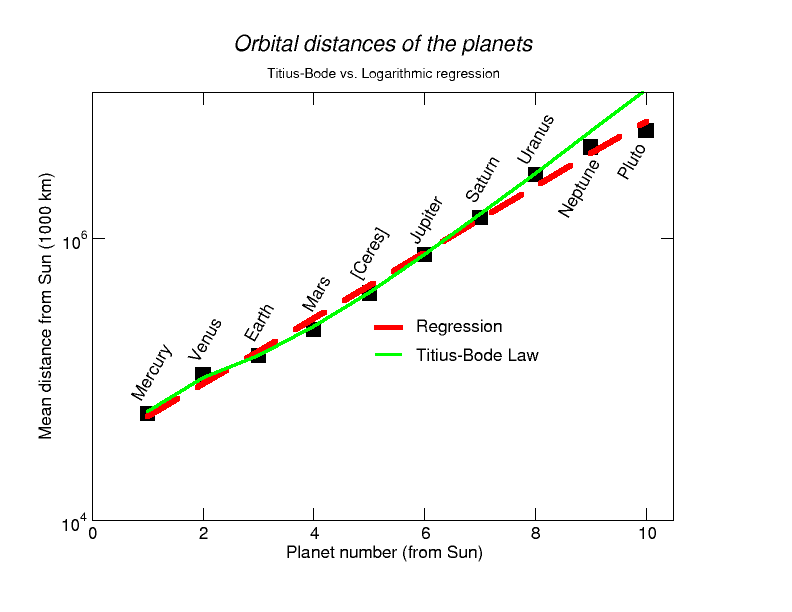 Orbital distances of the planets
Titius-Bode vs. Logarithmic regression
Mean distance from Sun (1000 km)
10^6
10^4
Mercury
Venus
Earth
Mars
[Ceres]
Jupiter
Saturn
Uranus
Neptune
Pluto
Regression
Titius-Bode Law
0 2 4 6 8 10
Planet number (from Sun)